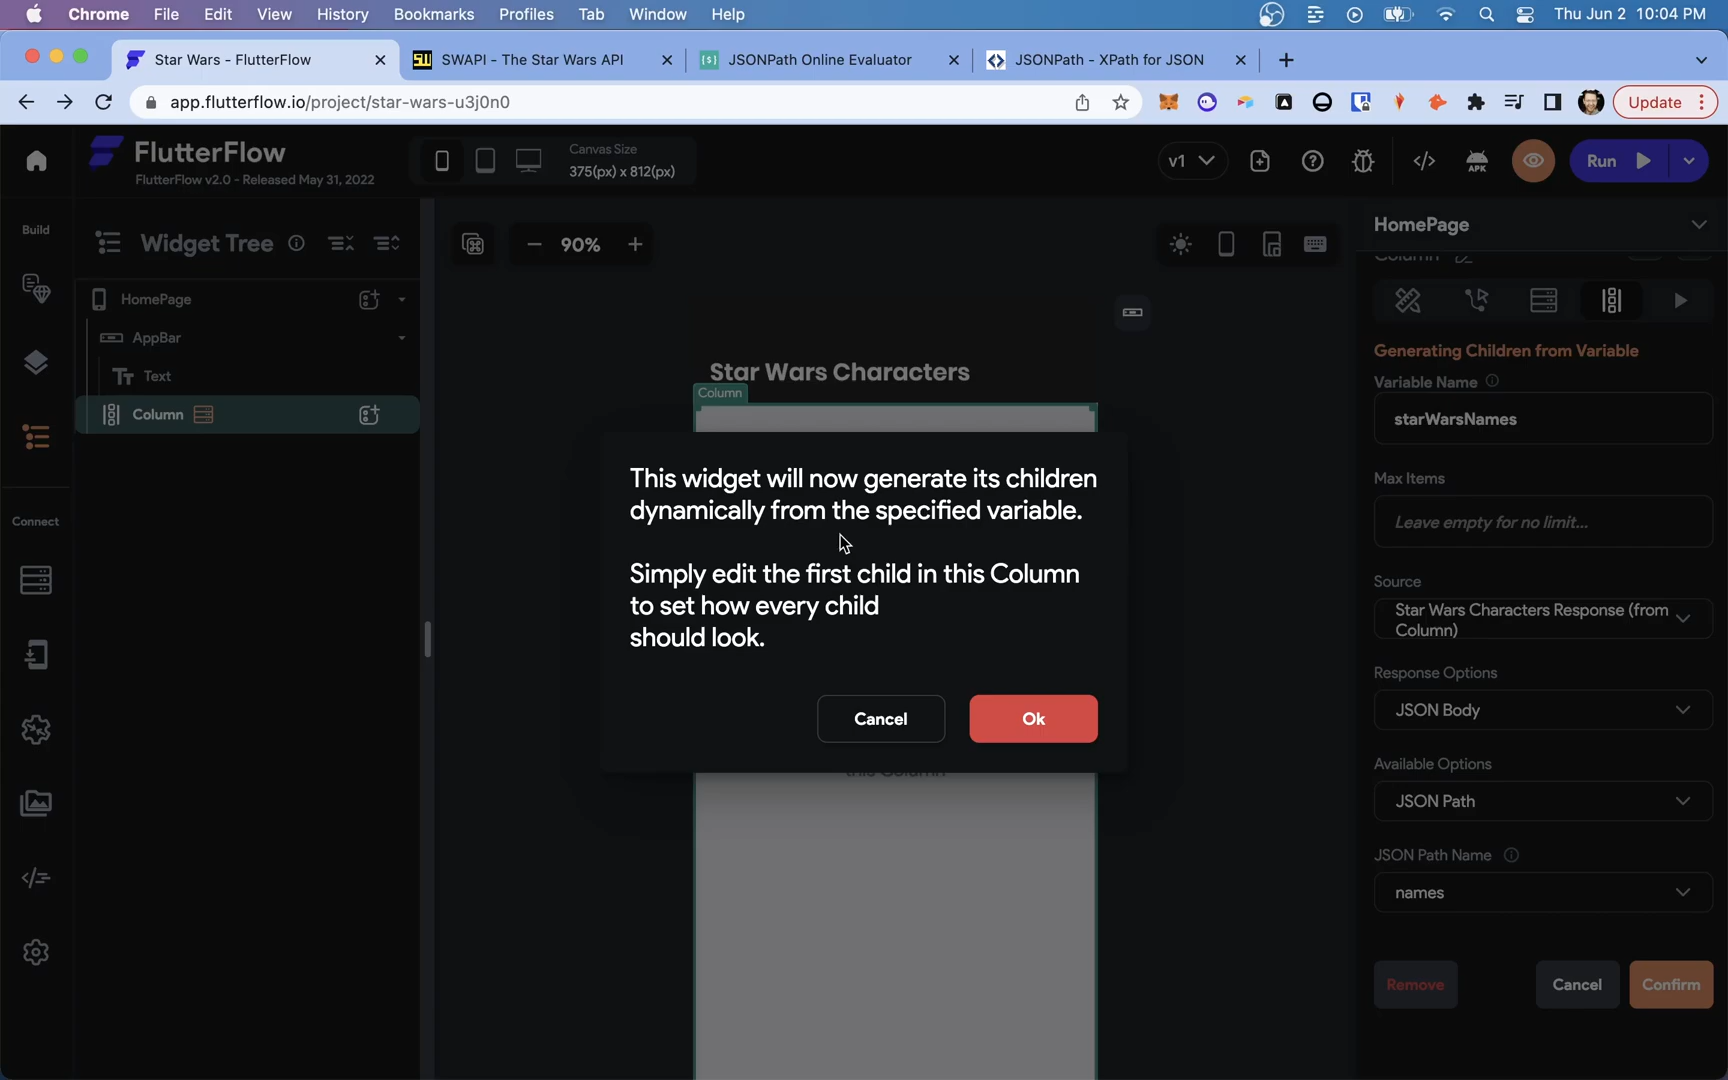 Chrome File Edit View History Bookmarks Profiles Tab Window Help Thu Jun 2 10:04 PM
Star Wars - FlutterFlow SWAPI - The Star Wars API JSONPath Online Evaluator JSONPath - XPath for JSON
app.flutterflow.io/project/star-wars-u3j0n0 Update
FlutterFlow
FlutterFlow v2.0 - Released May 31, 2022
Canvas Size
375(px) x 812(px)
v1
APK
Run
Build
Connect
Widget Tree
HomePage
AppBar
Text
Column
90%
Star Wars Characters
Column
This widget will now generate its children
dynamically from the specified variable.
Simply edit the first child in this Column
to set how every child
should look.
Cancel Ok
this Column
HomePage
Column
Generating Children from Variable
Variable Name
starWarsNames
Max Items
Leave empty for no limit...
Source
Star Wars Characters Response (from
Column)
Response Options
JSON Body
Available Options
JSON Path
JSON Path Name
names
Remove Cancel Confirm